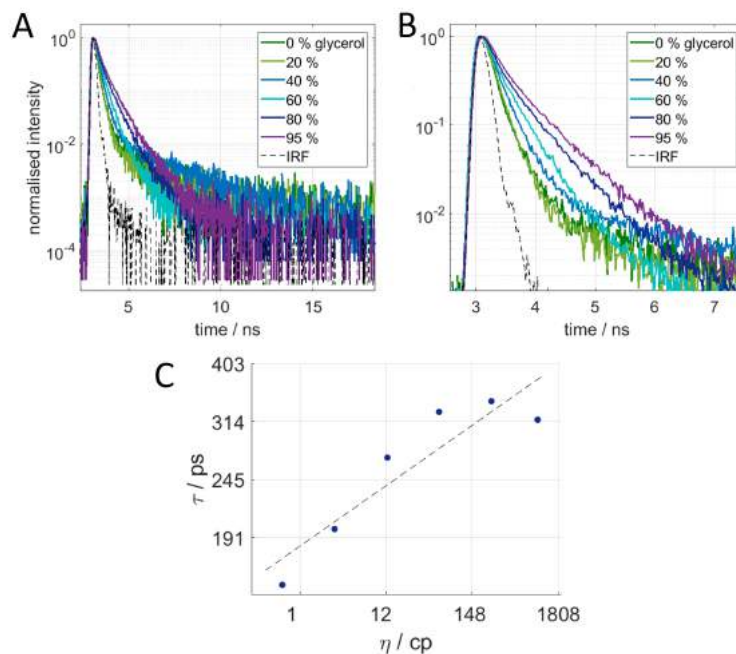 A
10^0
10^-2
10^-4
normalised intensity
5
10
15
time / ns
0 % glycerol
20 %
40 %
60 %
80 %
95 %
IRF
B
10^0
10^-1
10^-2
3
4
5
6
7
time / ns
0 % glycerol
20 %
40 %
60 %
80 %
95 %
IRF
C
403
314
245
191
τ / ps
1
12
148
1808
η / cp